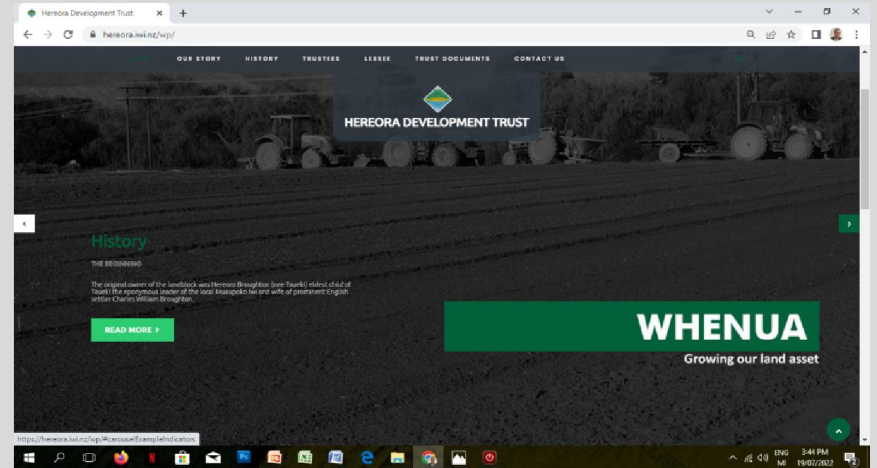 Hereora Development Trust
hereora.iwi.nz/wp/
OUR STORY HISTORY TRUSTEES LESSEE TRUST DOCUMENTS CONTACT US
HEREORA DEVELOPMENT TRUST
History
THE BEGINNING
The original owner of the landblock was Hereora Broughton (nee Taueki) eldest child of
Taueki the eponymous leader of the local Muaupoko Iwi and wife of prominent English
settler Charles William Broughton.
READ MORE >
WHENUA
Growing our land asset
https://hereora.iwi.nz/wp/#carouselExampleIndicators
ENG 3:44 PM
MI 19/07/2022